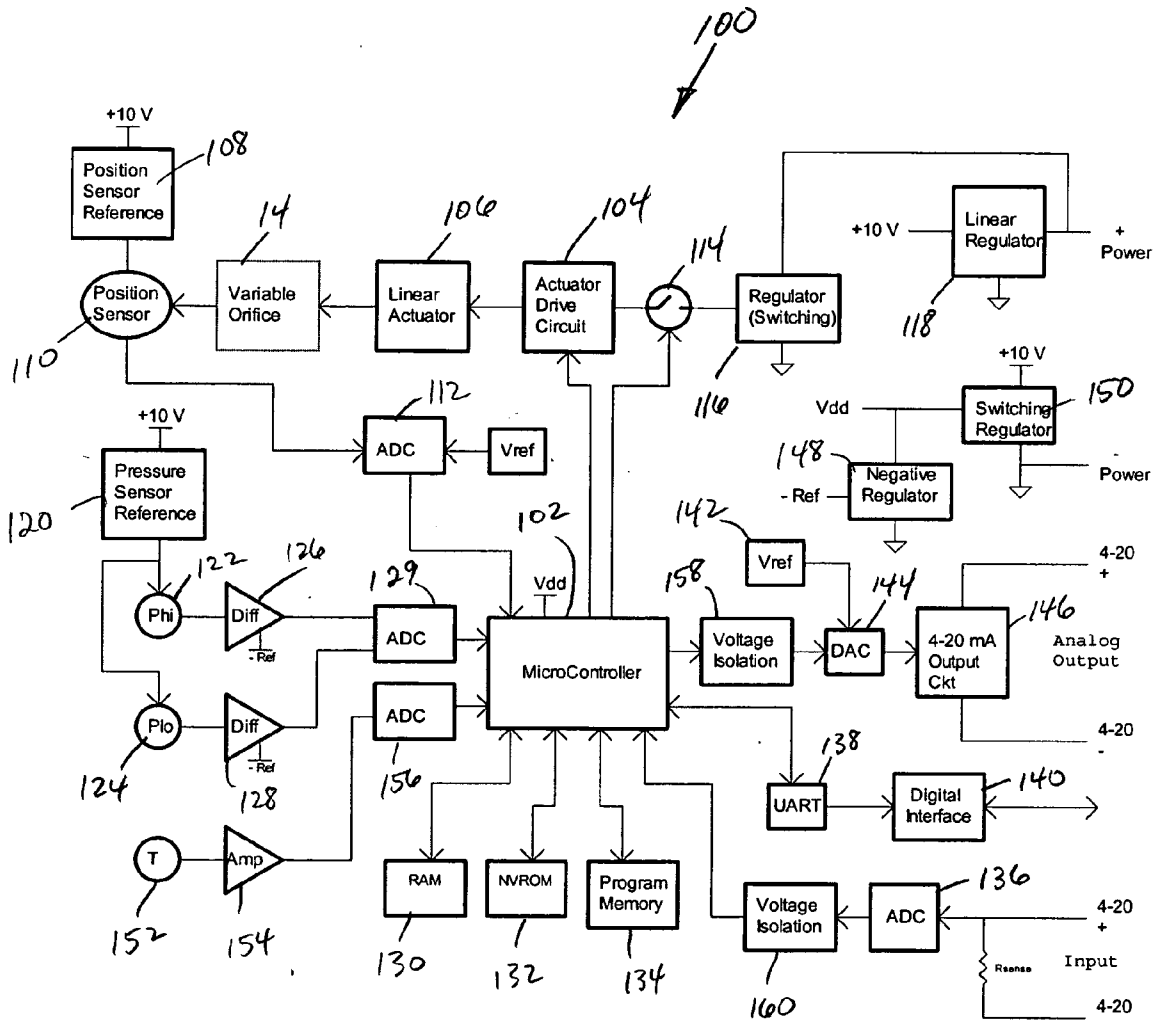 100
+10 V
Position
Sensor
Reference
108
14
106
104
114
+10 V
Linear
Regulator
+
Power
118
Position
Sensor
110
Variable
Orifice
Linear
Actuator
Actuator
Drive
Circuit
Regulator
(Switching)
116
+10 V
Switching
Regulator
150
Vdd
112
ADC
Vref
+10 V
Pressure
Sensor
Reference
120
148
Negative
Regulator
- Ref
Power
102
142
Vref
122
Phi
126
Diff
- Ref
129
ADC
Vdd
MicroController
158
Voltage
Isolation
144
DAC
4-20 mA
Output
Ckt
146
4-20
+
Analog
Output
4-20
-
Plo
124
Diff
- Ref
128
ADC
156
138
UART
Digital
Interface
140
T
152
Amp
154
RAM
130
NVROM
132
Program
Memory
134
Voltage
Isolation
160
ADC
136
4-20
+
Rsense
Input
4-20